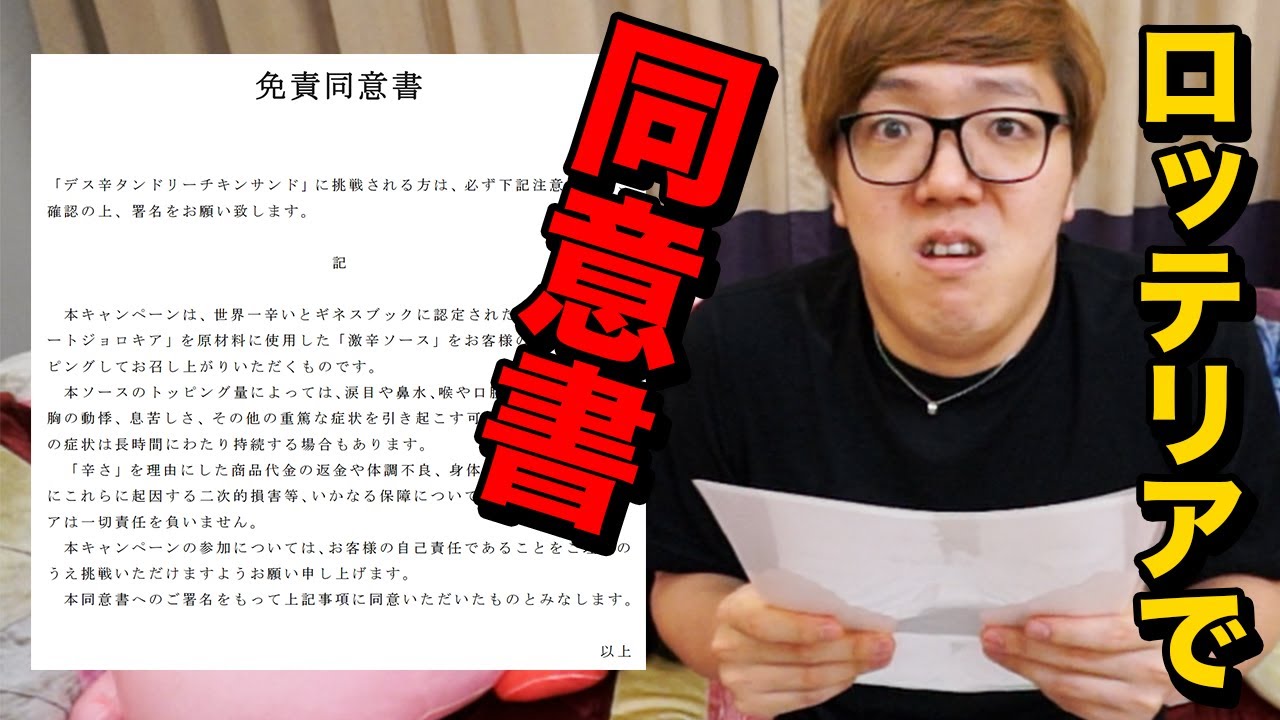 免責同意書
「デス辛タンドリーチキンサンド」に挑戦される方は、必ず下記注意
確認の上、署名をお願い致します。
記
本キャンペーンは、世界一辛いとギネスブックに認定された
ートジョロキア」を原材料に使用した「激辛ソース」をお客様の
ピングしてお召し上がりいただくものです。
本ソースのトッピング量によっては、涙目や鼻水、喉や口
胸の動悸、息苦しさ、その他の重篤な症状を引き起こす可
の症状は長時間にわたり持続する場合もあります。
「辛さ」を理由にした商品代金の返金や体調不良、身体
にこれらに起因する二次的損害等、いかなる保障について
アは一切責任を負いません。
本キャンペーンの参加については、お客様の自己責任であることをご
うえ挑戦いただけますようお願い申し上げます。
本同意書へのご署名をもって上記事項に同意いただいたものとみなします。
以上
同意書
ロッテリアで